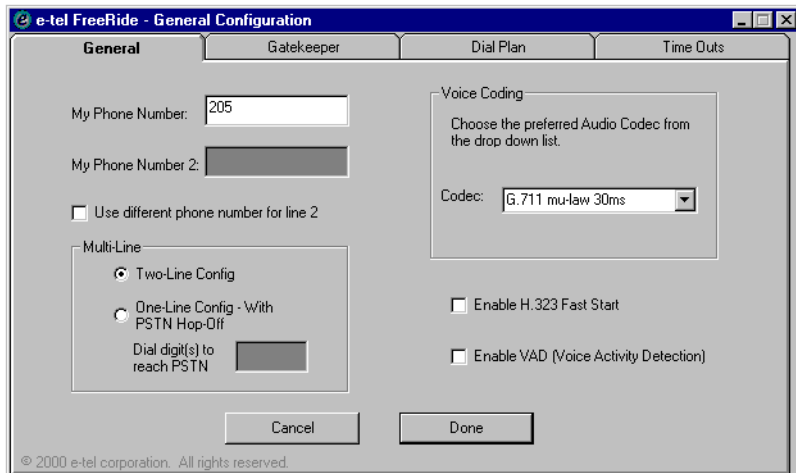 e-tel FreeRide - General Configuration
General
Gatekeeper
Dial Plan
Time Outs
My Phone Number:
205
My Phone Number 2:
Use different phone number for line 2
Multi-Line
Two-Line Config
One-Line Config - With
PSTN Hop-Off
Dial digit(s) to
reach PSTN
Voice Coding
Choose the preferred Audio Codec from
the drop down list.
Codec:
G.711 mu-law 30ms
Enable H.323 Fast Start
Enable VAD (Voice Activity Detection)
Cancel
Done
© 2000 e-tel corporation. All rights reserved.